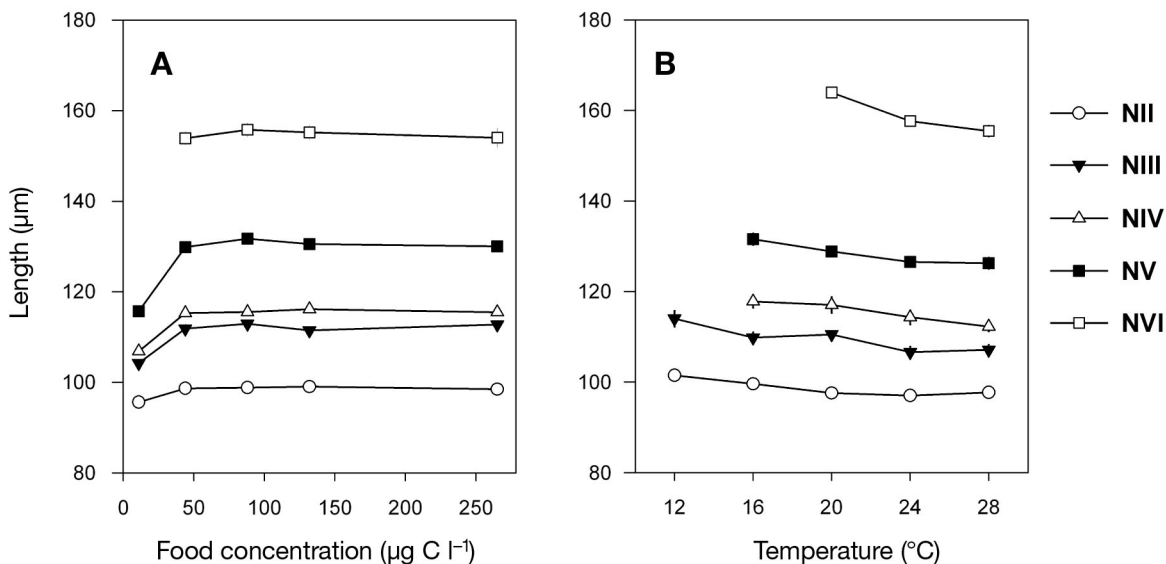 A
180
160
140
120
100
80
Length (µm)
0
50
100
150
200
250
Food concentration (µg C l⁻¹)
B
180
160
140
120
100
80
12
16
20
24
28
Temperature (°C)
NII
NIII
NIV
NV
NVI